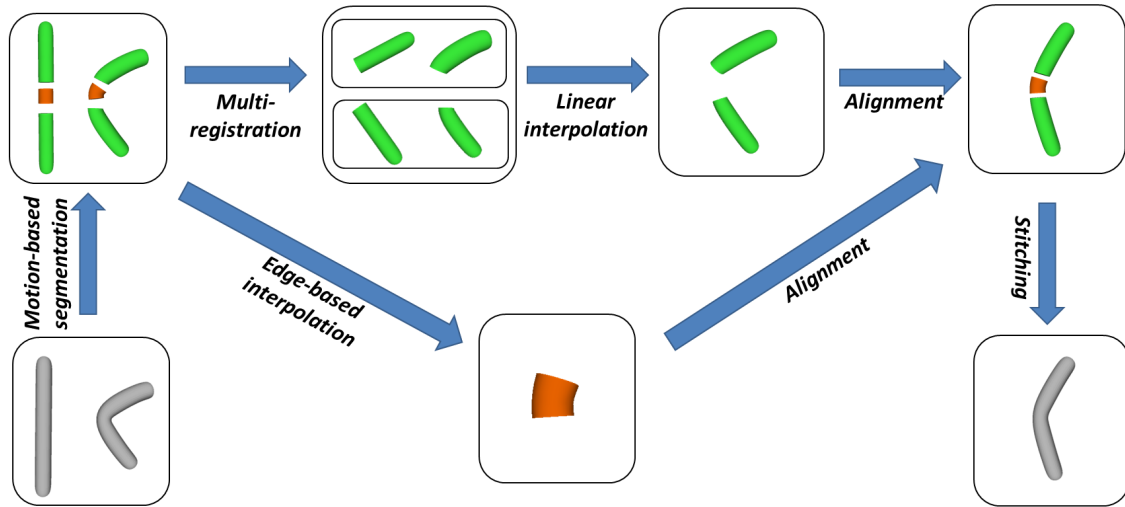 Multi-
registration
Linear
interpolation
Alignment
Motion-based
segmentation
Edge-based
interpolation
Alignment
Stitching